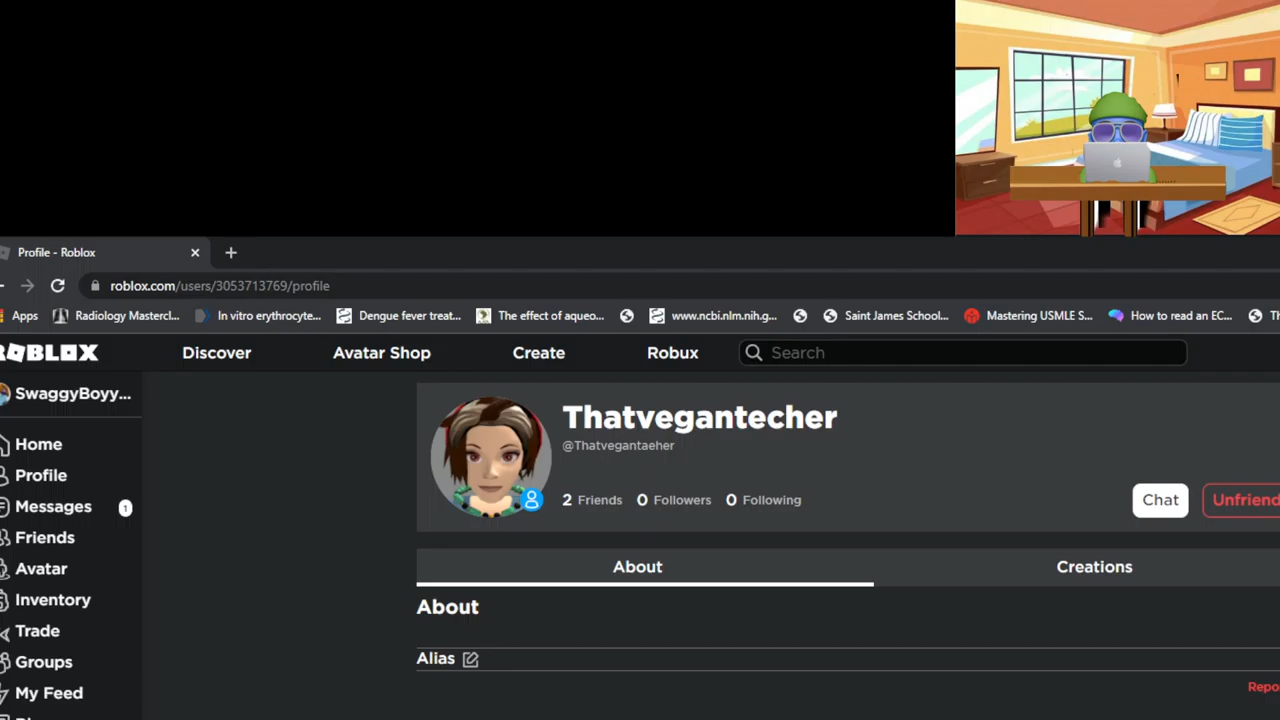 Profile - Roblox
roblox.com/users/3053713769/profile
Apps Radiology Mastercl... In vitro erythrocyte... Dengue fever treat... The effect of aqueo... www.ncbi.nlm.nih.g... Saint James School... Mastering USMLE S... How to read an EC...
ROBLOX Discover Avatar Shop Create Robux Search
SwaggyBoyy...
Thatvegantecher
@Thatvegantaeher
Home
Profile
2 Friends 0 Followers 0 Following Chat Unfriend
Messages 1
Friends
Avatar
About Creations
Inventory
About
Trade
Groups
Alias
My Feed